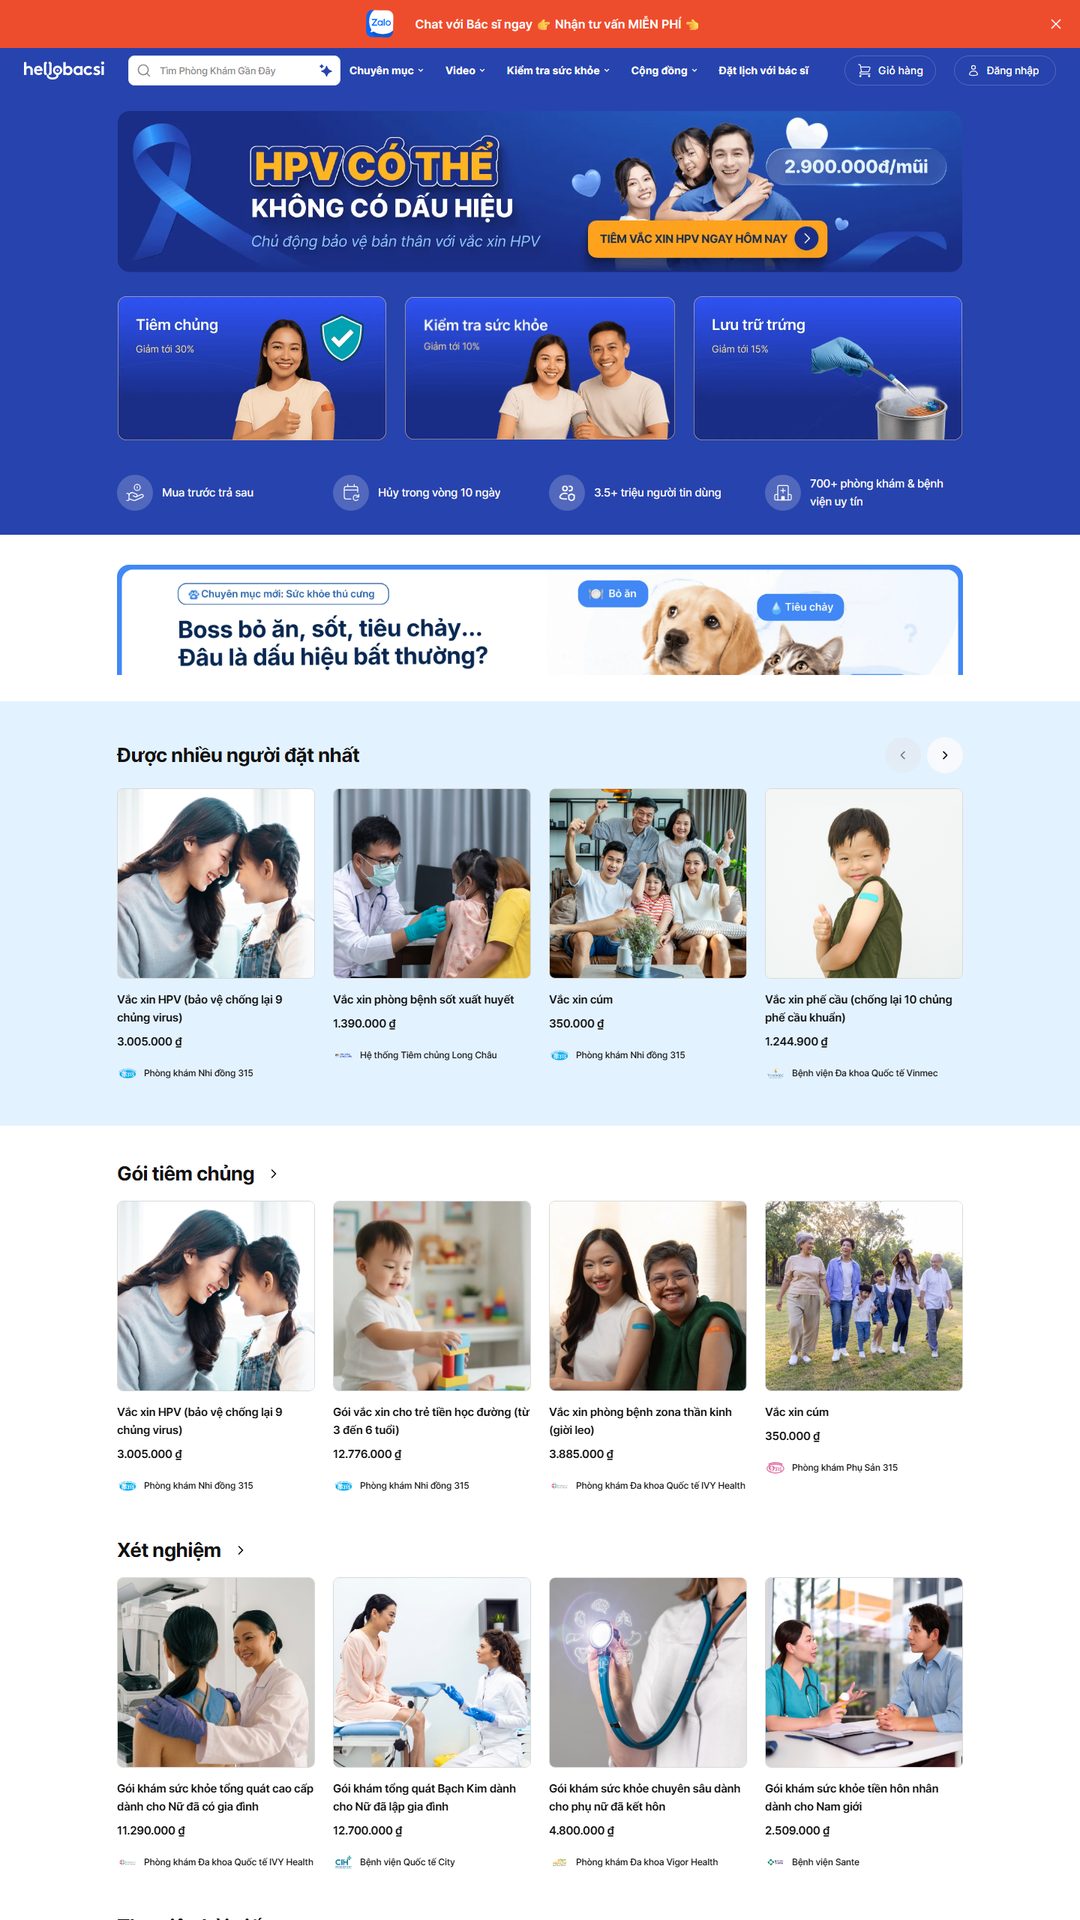 Zalo
Chat với Bác sĩ ngay 👉 Nhận tư vấn MIỄN PHÍ 👈
hellobacsi
Tìm Phòng Khám Gần Đây
Chuyên mục
Video
Kiểm tra sức khỏe
Cộng đồng
Đặt lịch với bác sĩ
Giỏ hàng
Đăng nhập
HPV CÓ THỂ
KHÔNG CÓ DẤU HIỆU
Chủ động bảo vệ bản thân với vắc xin HPV
2.900.000đ/mũi
TIÊM VẮC XIN HPV NGAY HÔM NAY
Tiêm chủng
Giảm tới 30%
Kiểm tra sức khỏe
Giảm tới 10%
Lưu trữ trứng
Giảm tới 15%
Mua trước trả sau
Hủy trong vòng 10 ngày
3.5+ triệu người tin dùng
700+ phòng khám & bệnh
viện uy tín
Chuyên mục mới: Sức khỏe thú cưng
Boss bỏ ăn, sốt, tiêu chảy...
Đâu là dấu hiệu bất thường?
Bỏ ăn
Tiêu chảy
Được nhiều người đặt nhất
Vắc xin HPV (bảo vệ chống lại 9
chủng virus)
3.005.000 ₫
Phòng khám Nhi đồng 315
Vắc xin phòng bệnh sốt xuất huyết
1.390.000 ₫
Hệ thống Tiêm chủng Long Châu
Vắc xin cúm
350.000 ₫
Phòng khám Nhi đồng 315
Vắc xin phế cầu (chống lại 10 chủng
phế cầu khuẩn)
1.244.900 ₫
Bệnh viện Đa khoa Quốc tế Vinmec
Gói tiêm chủng
Vắc xin HPV (bảo vệ chống lại 9
chủng virus)
3.005.000 ₫
Phòng khám Nhi đồng 315
Gói vắc xin cho trẻ tiền học đường (từ
3 đến 6 tuổi)
12.776.000 ₫
Phòng khám Nhi đồng 315
Vắc xin phòng bệnh zona thần kinh
(giời leo)
3.885.000 ₫
Phòng khám Đa khoa Quốc tế IVY Health
Vắc xin cúm
350.000 ₫
Phòng khám Phụ Sản 315
Xét nghiệm
Gói khám sức khỏe tổng quát cao cấp
dành cho Nữ đã có gia đình
11.290.000 ₫
Phòng khám Đa khoa Quốc tế IVY Health
Gói khám tổng quát Bạch Kim dành
cho Nữ đã lập gia đình
12.700.000 ₫
CIH
Bệnh viện Quốc tế City
Gói khám sức khỏe chuyên sâu dành
cho phụ nữ đã kết hôn
4.800.000 ₫
Phòng khám Đa khoa Vigor Health
Gói khám sức khỏe tiền hôn nhân
dành cho Nam giới
2.509.000 ₫
Bệnh viện Sante